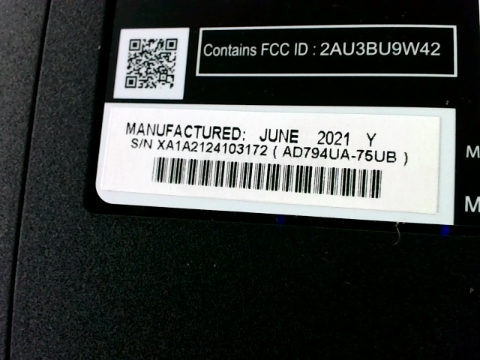 Contains FCC ID : 2AU3BU9W42
MANUFACTURED: JUNE 2021 Y
S/N XA1A2124103172 ( AD794UA-75UB )
M
M